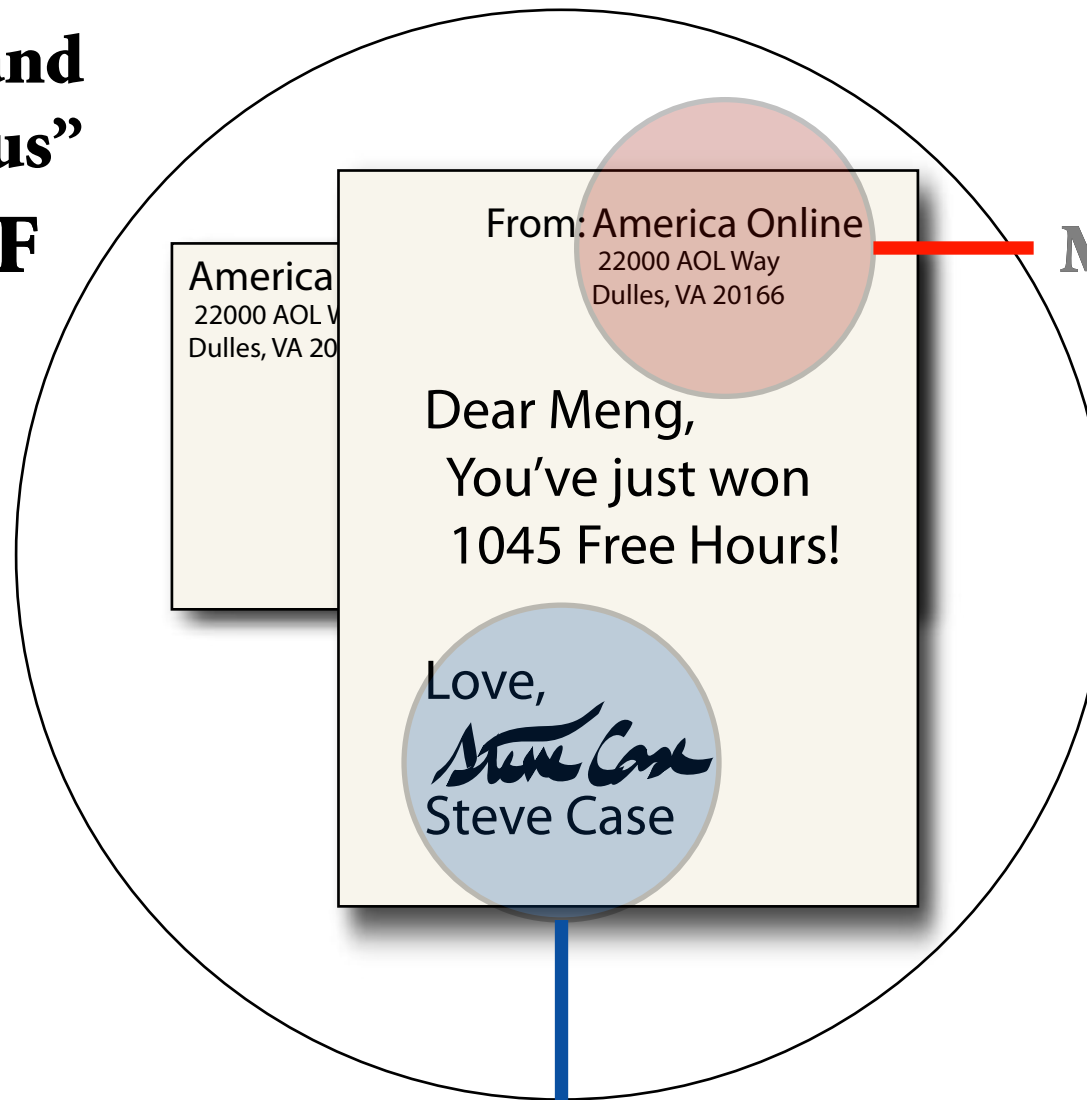 and
us”
F
America
22000 AOL W
Dulles, VA 20
From: America Online
22000 AOL Way
Dulles, VA 20166
M
Dear Meng,
You’ve just won
1045 Free Hours!
Love,
Steve Case
Steve Case